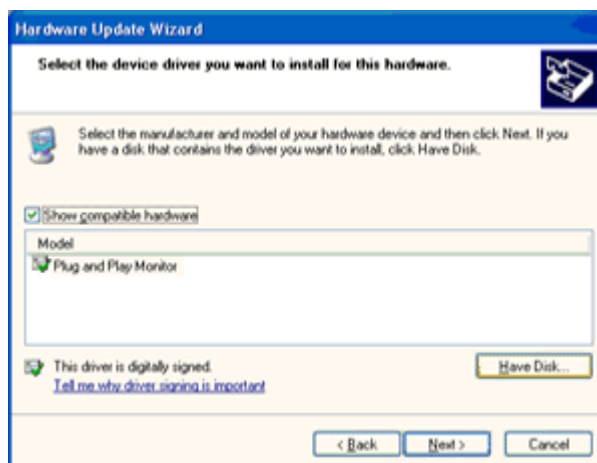 Hardware Update Wizard
Select the device driver you want to install for this hardware.
Select the manufacturer and model of your hardware device and then click Next. If you
have a disk that contains the driver you want to install, click Have Disk.
Show compatible hardware
Model
Plug and Play Monitor
This driver is digitally signed.
Have Disk...
Tell me why driver signing is important
< Back
Next >
Cancel